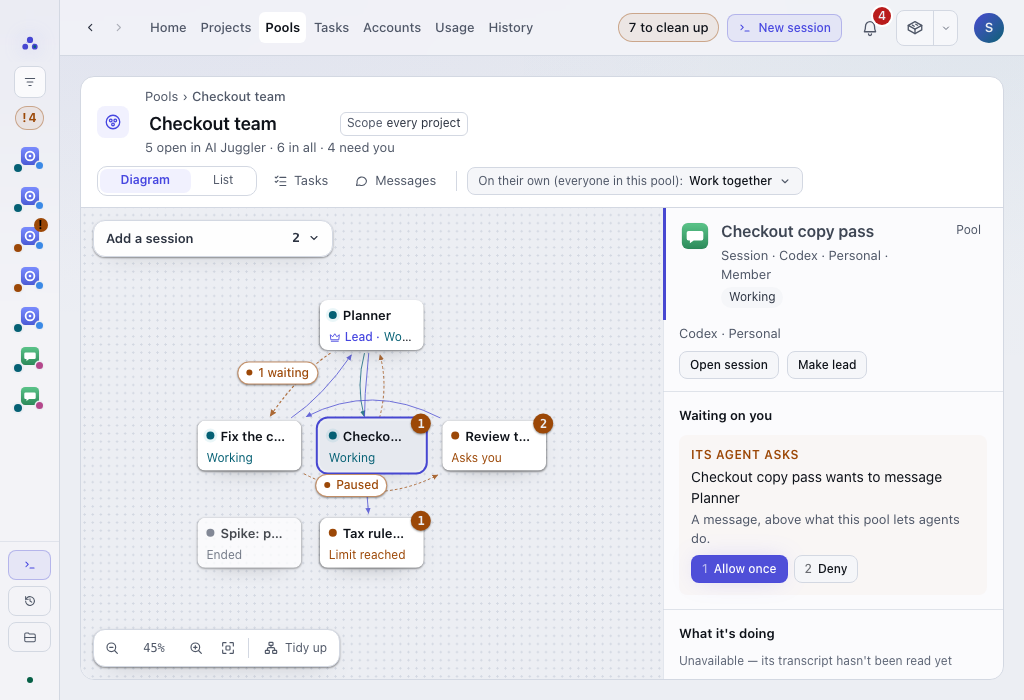 Home Projects Pools Tasks Accounts Usage History
7 to clean up
>_ New session
4
S
! 4
!
Pools › Checkout team
Checkout team
Scope every project
5 open in AI Juggler · 6 in all · 4 need you
Diagram
List
Tasks
Messages
On their own (everyone in this pool): Work together
Add a session 2
Planner
Lead · Wo...
1 waiting
Fix the c...
Working
1
Checko...
Working
2
Review t...
Asks you
Paused
Spike: p...
Ended
1
Tax rule...
Limit reached
45%
Tidy up
Checkout copy pass
Pool
Session · Codex · Personal ·
Member
Working
Codex · Personal
Open session
Make lead
Waiting on you
ITS AGENT ASKS
Checkout copy pass wants to message
Planner
A message, above what this pool lets agents
do.
1 Allow once
2 Deny
What it's doing
Unavailable — its transcript hasn't been read yet